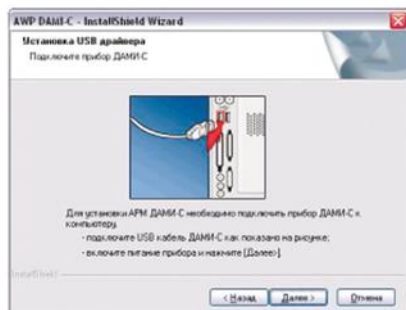 AWP DAMI-C - InstallShield Wizard
Установка USB драйвера
Подключите прибор ДАМИ-С
Для установки АРМ ДАМИ-С необходимо подключить прибор ДАМИ-С к
компьютеру.
- подключите USB кабель ДАМИ-С как показано на рисунке;
- включите питание прибора и нажмите [Далее>].
InstallShield
< Назад
Далее >
Отмена